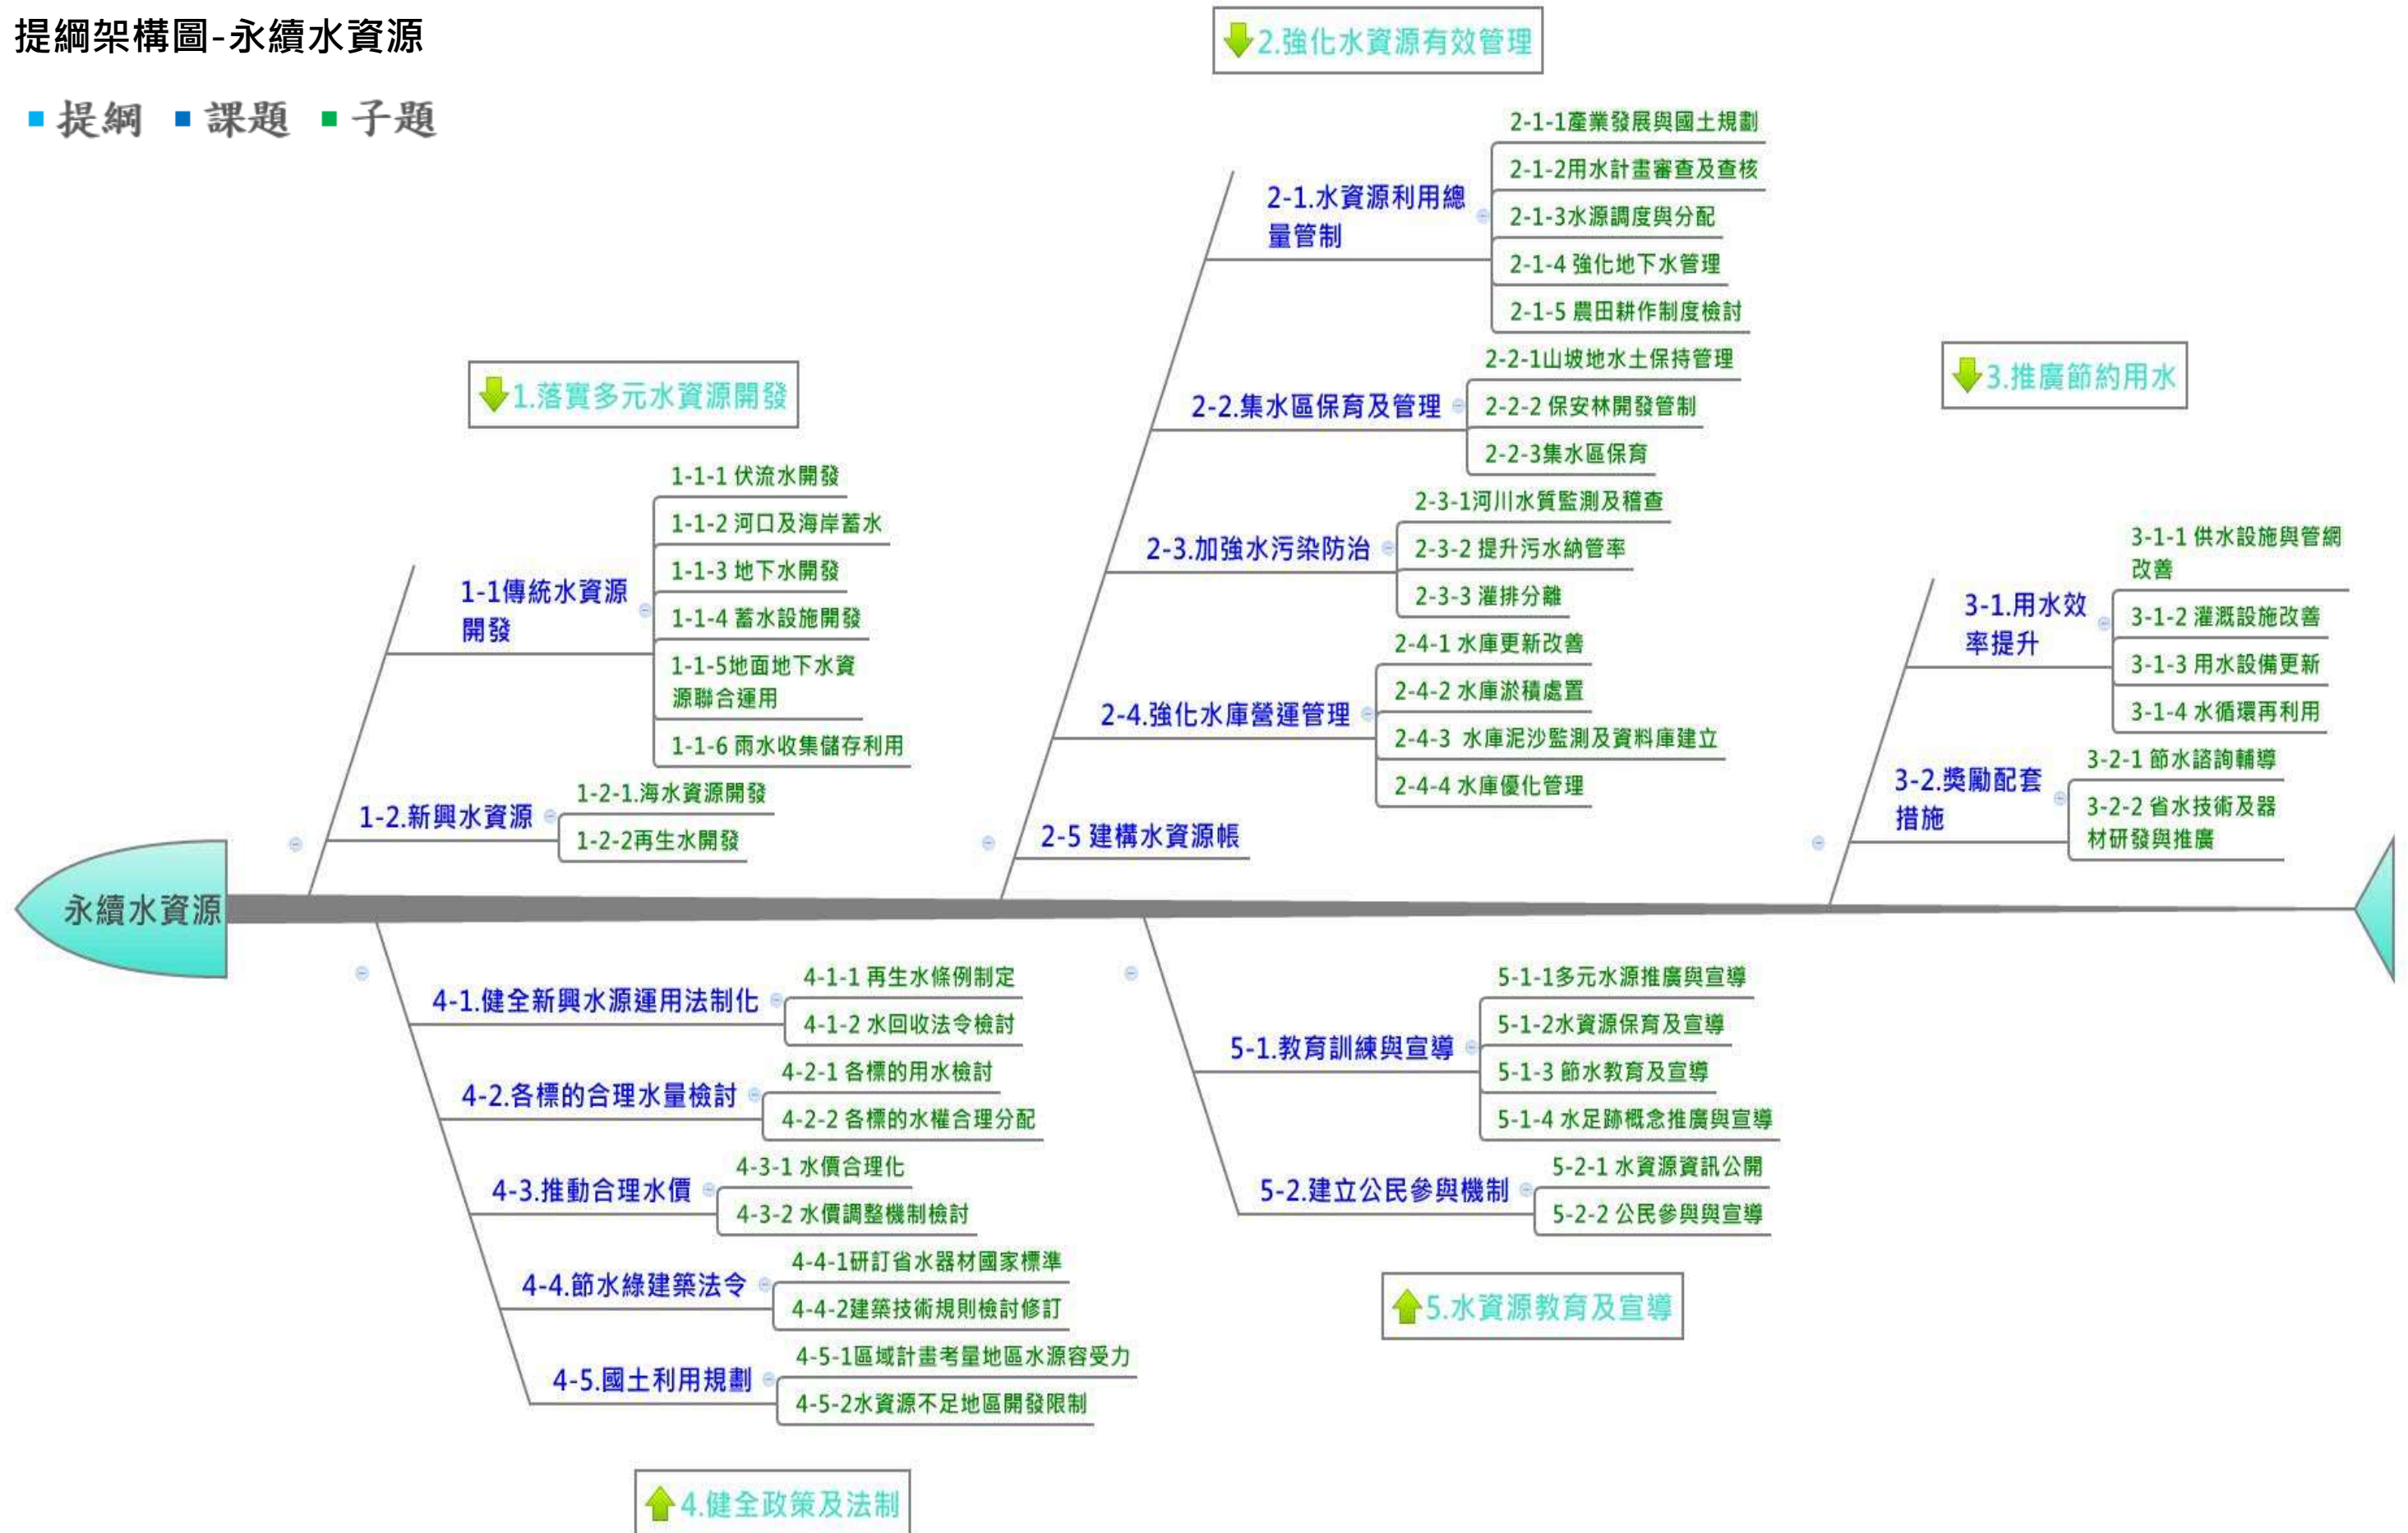 提綱架構圖-永續水資源
提綱 課題 子題
2.強化水資源有效管理
2-1.水資源利用總
量管制
2-1-1產業發展與國土規劃
2-1-2用水計畫審查及查核
2-1-3水源調度與分配
2-1-4 強化地下水管理
2-1-5 農田耕作制度檢討
2-2.集水區保育及管理
2-2-1山坡地水土保持管理
2-2-2 保安林開發管制
2-2-3集水區保育
2-3.加強水污染防治
2-3-1河川水質監測及稽查
2-3-2 提升污水納管率
2-3-3 灌排分離
2-4.強化水庫營運管理
2-4-1 水庫更新改善
2-4-2 水庫淤積處置
2-4-3 水庫泥沙監測及資料庫建立
2-4-4 水庫優化管理
2-5 建構水資源帳
1.落實多元水資源開發
1-1傳統水資源
開發
1-1-1 伏流水開發
1-1-2 河口及海岸蓄水
1-1-3 地下水開發
1-1-4 蓄水設施開發
1-1-5地面地下水資
源聯合運用
1-1-6 雨水收集儲存利用
1-2.新興水資源
1-2-1.海水資源開發
1-2-2再生水開發
3.推廣節約用水
3-1.用水效
率提升
3-1-1 供水設施與管網
改善
3-1-2 灌溉設施改善
3-1-3 用水設備更新
3-1-4 水循環再利用
3-2.獎勵配套
措施
3-2-1 節水諮詢輔導
3-2-2 省水技術及器
材研發與推廣
永續水資源
4-1.健全新興水源運用法制化
4-1-1 再生水條例制定
4-1-2 水回收法令檢討
4-2.各標的合理水量檢討
4-2-1 各標的用水檢討
4-2-2 各標的水權合理分配
4-3.推動合理水價
4-3-1 水價合理化
4-3-2 水價調整機制檢討
4-4.節水綠建築法令
4-4-1研訂省水器材國家標準
4-4-2建築技術規則檢討修訂
4-5.國土利用規劃
4-5-1區域計畫考量地區水源容受力
4-5-2水資源不足地區開發限制
4.健全政策及法制
5-1.教育訓練與宣導
5-1-1多元水源推廣與宣導
5-1-2水資源保育及宣導
5-1-3 節水教育及宣導
5-1-4 水足跡概念推廣與宣導
5-2.建立公民參與機制
5-2-1 水資源資訊公開
5-2-2 公民參與與宣導
5.水資源教育及宣導